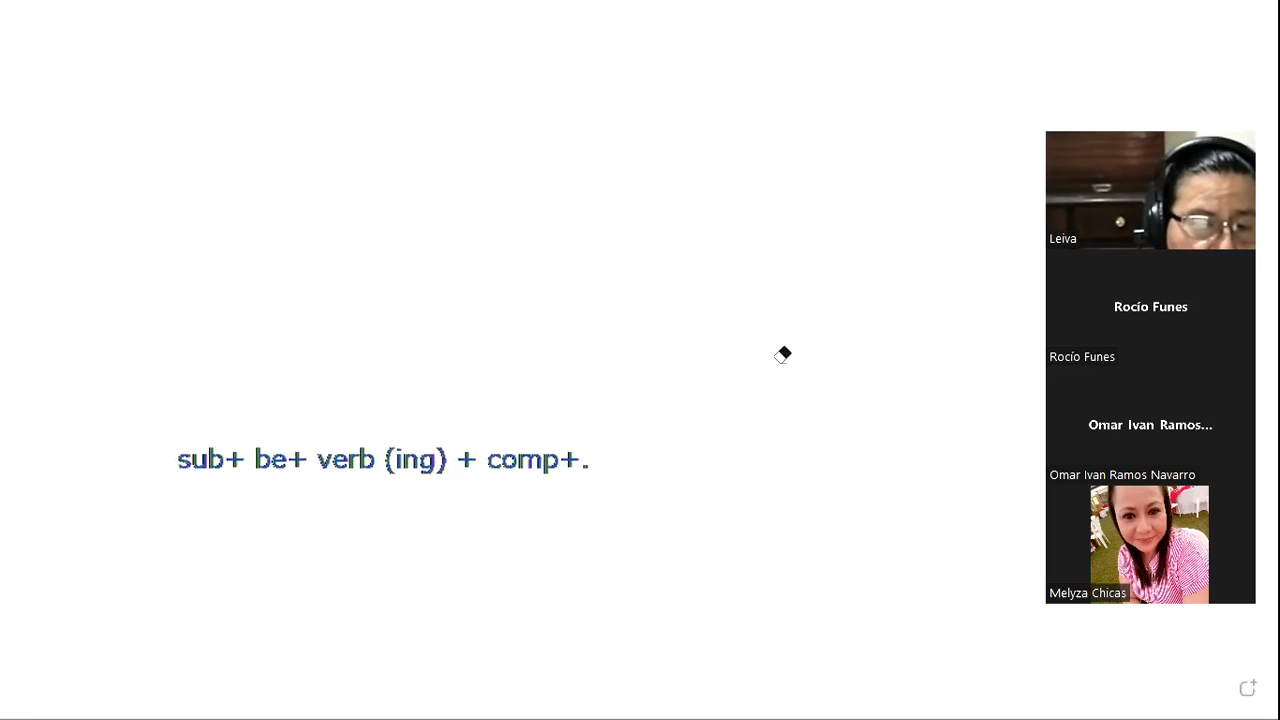 sub+ be+ verb (ing) + comp+.
Leiva
Rocío Funes
Rocío Funes
Omar Ivan Ramos...
Omar Ivan Ramos Navarro
Melyza Chicas